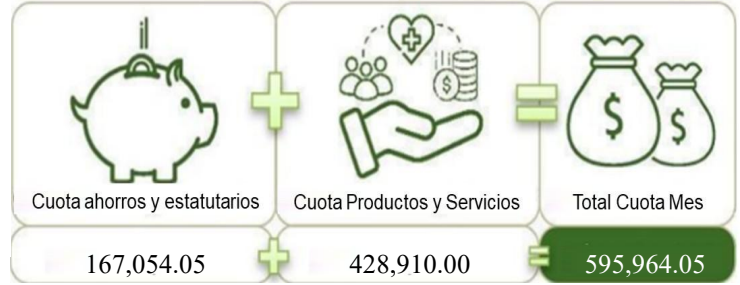 Cuota ahorros y estatutarios
Cuota Productos y Servicios
Total Cuota Mes
167,054.05
428,910.00
595,964.05